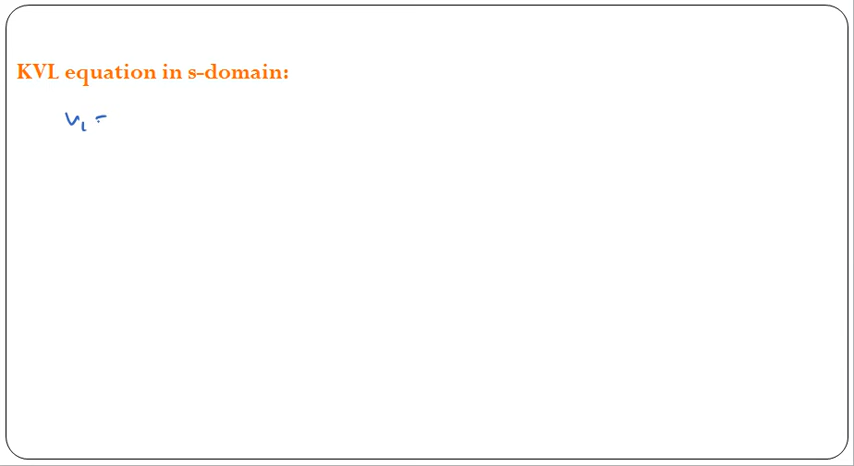 KVL equation in s-domain:
V₁ =